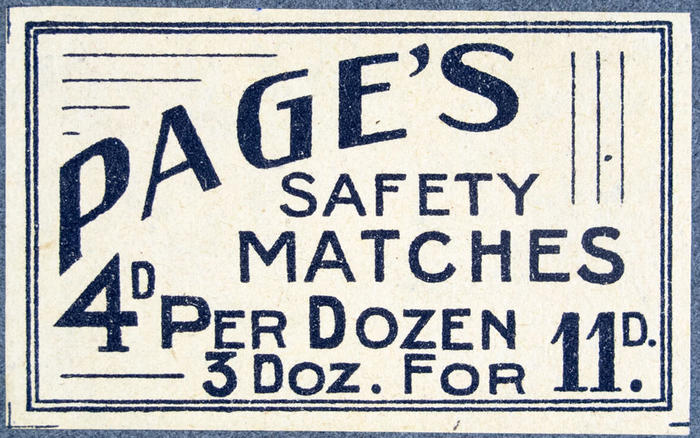 PAGE'S
SAFETY
MATCHES
4D PER DOZEN
3 DOZ. FOR 11D.